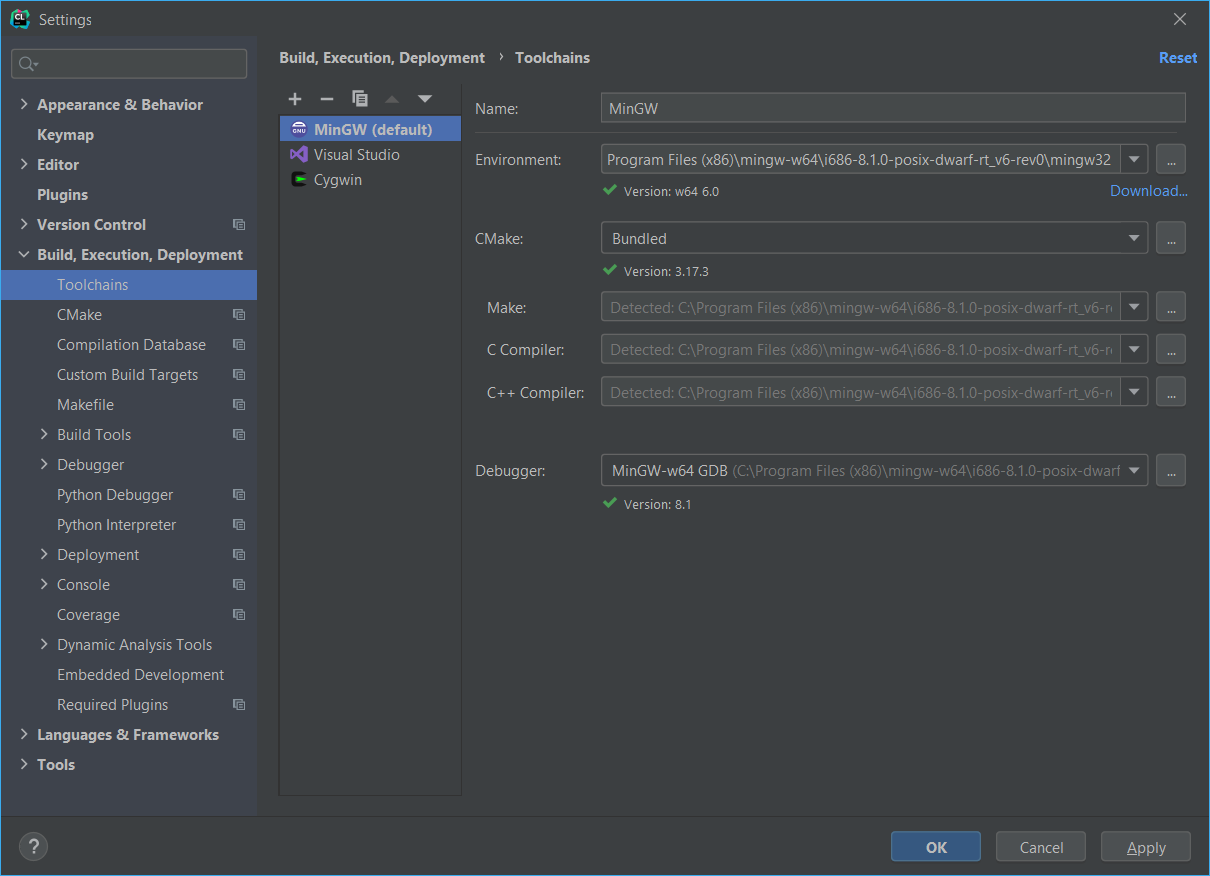 Settings
Build, Execution, Deployment › Toolchains
Reset
Appearance & Behavior
Keymap
Editor
Plugins
Version Control
Build, Execution, Deployment
Toolchains
CMake
Compilation Database
Custom Build Targets
Makefile
Build Tools
Debugger
Python Debugger
Python Interpreter
Deployment
Console
Coverage
Dynamic Analysis Tools
Embedded Development
Required Plugins
Languages & Frameworks
Tools
MinGW (default)
Visual Studio
Cygwin
Name: MinGW
Environment: Program Files (x86)\mingw-w64\i686-8.1.0-posix-dwarf-rt_v6-rev0\mingw32 ...
Version: w64 6.0 Download...
CMake: Bundled ...
Version: 3.17.3
Make: Detected: C:\Program Files (x86)\mingw-w64\i686-8.1.0-posix-dwarf-rt_v6-r ...
C Compiler: Detected: C:\Program Files (x86)\mingw-w64\i686-8.1.0-posix-dwarf-rt_v6-r ...
C++ Compiler: Detected: C:\Program Files (x86)\mingw-w64\i686-8.1.0-posix-dwarf-rt_v6-r ...
Debugger: MinGW-w64 GDB (C:\Program Files (x86)\mingw-w64\i686-8.1.0-posix-dwarf ...
Version: 8.1
? OK Cancel Apply